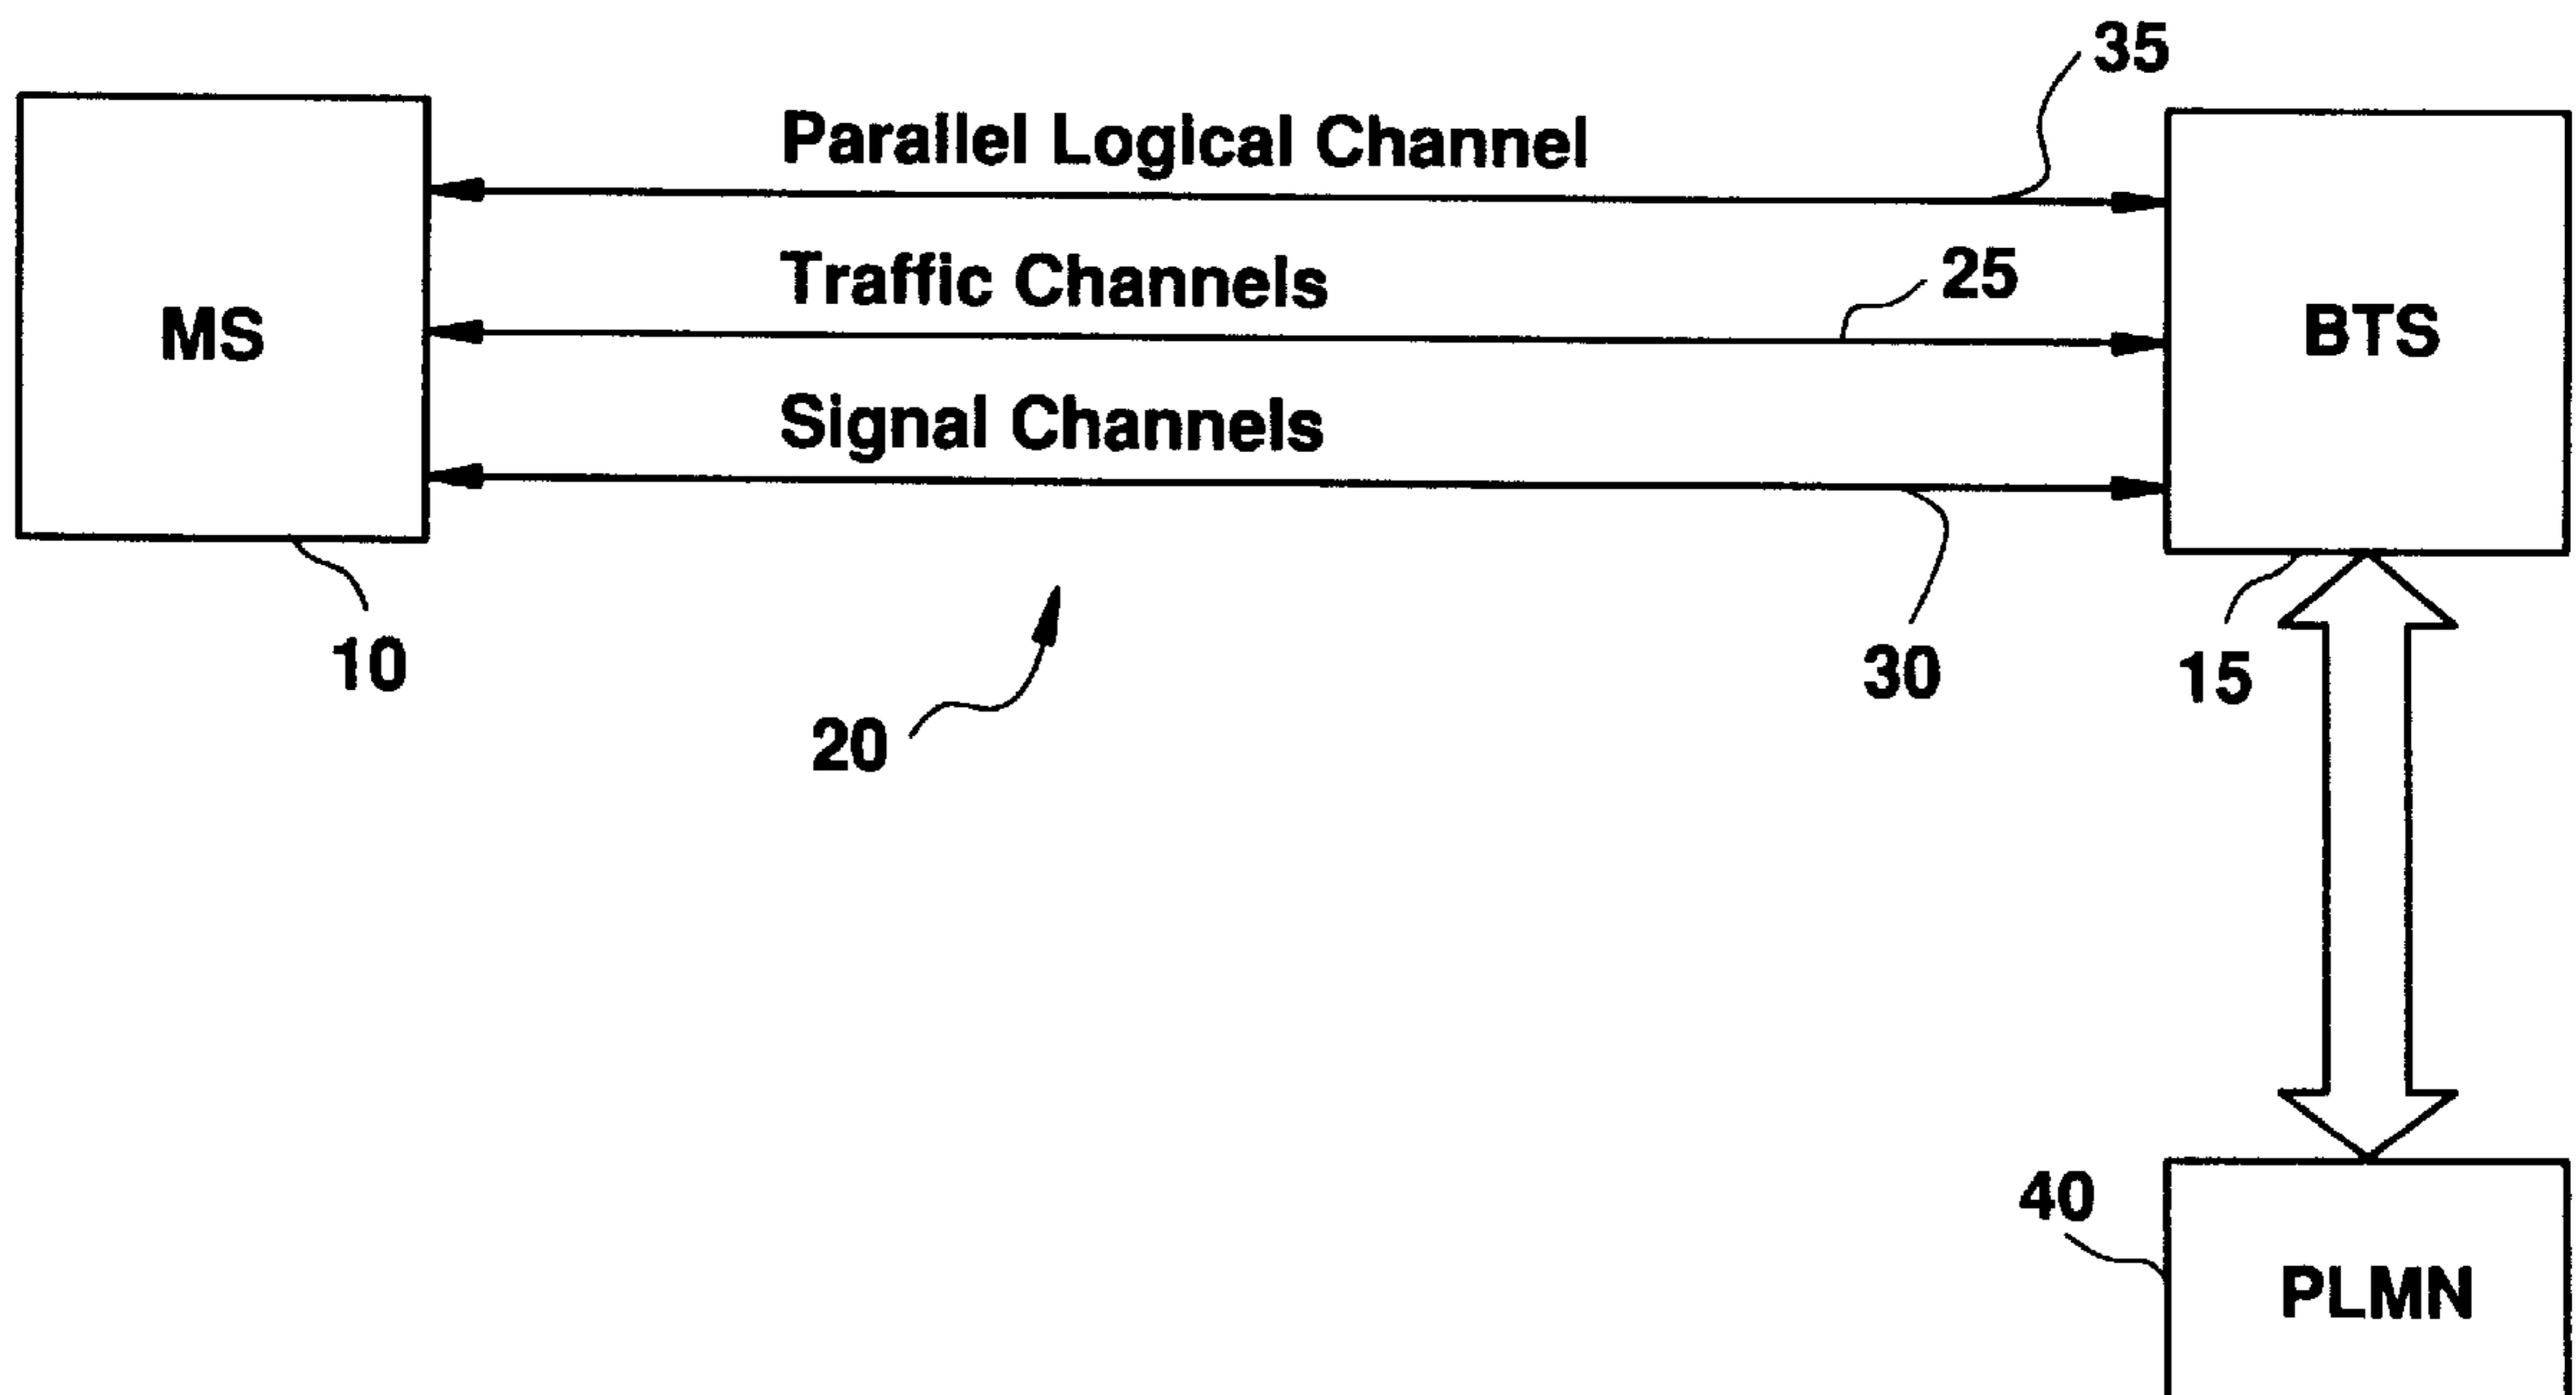 35
Parallel Logical Channel
Traffic Channels
25
MS
BTS
Signal Channels
10
30
15
20
40
PLMN